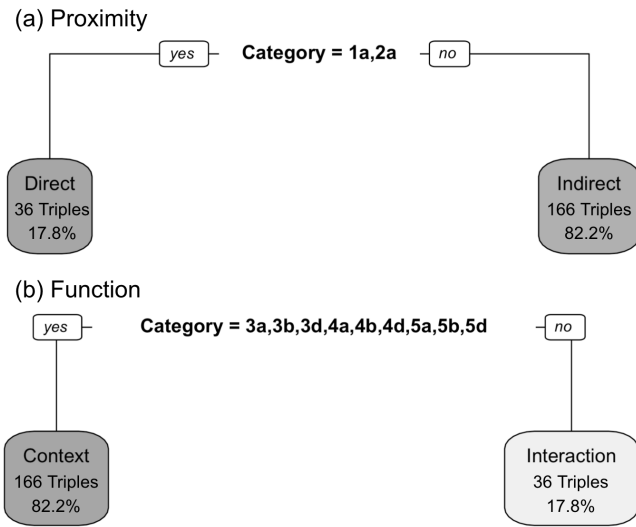 (a) Proximity
yes Category = 1a,2a no
Direct
36 Triples
17.8%
Indirect
166 Triples
82.2%
(b) Function
yes Category = 3a,3b,3d,4a,4b,4d,5a,5b,5d no
Context
166 Triples
82.2%
Interaction
36 Triples
17.8%